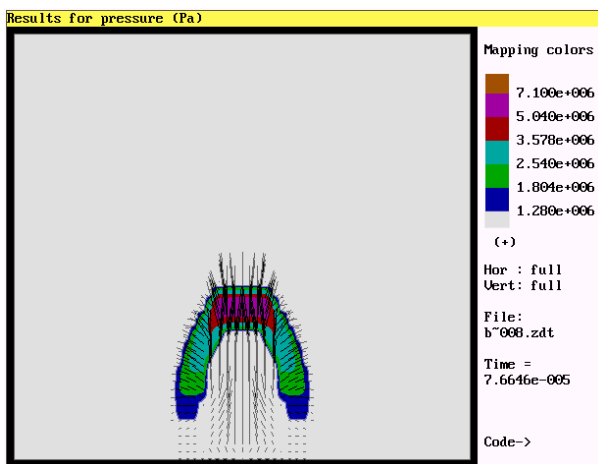 Results for pressure (Pa)
Mapping colors
7.100e+006
5.040e+006
3.578e+006
2.540e+006
1.804e+006
1.280e+006
(+)
Hor : full
Vert: full
File:
b~008.zdt
Time =
7.6646e-005
Code->